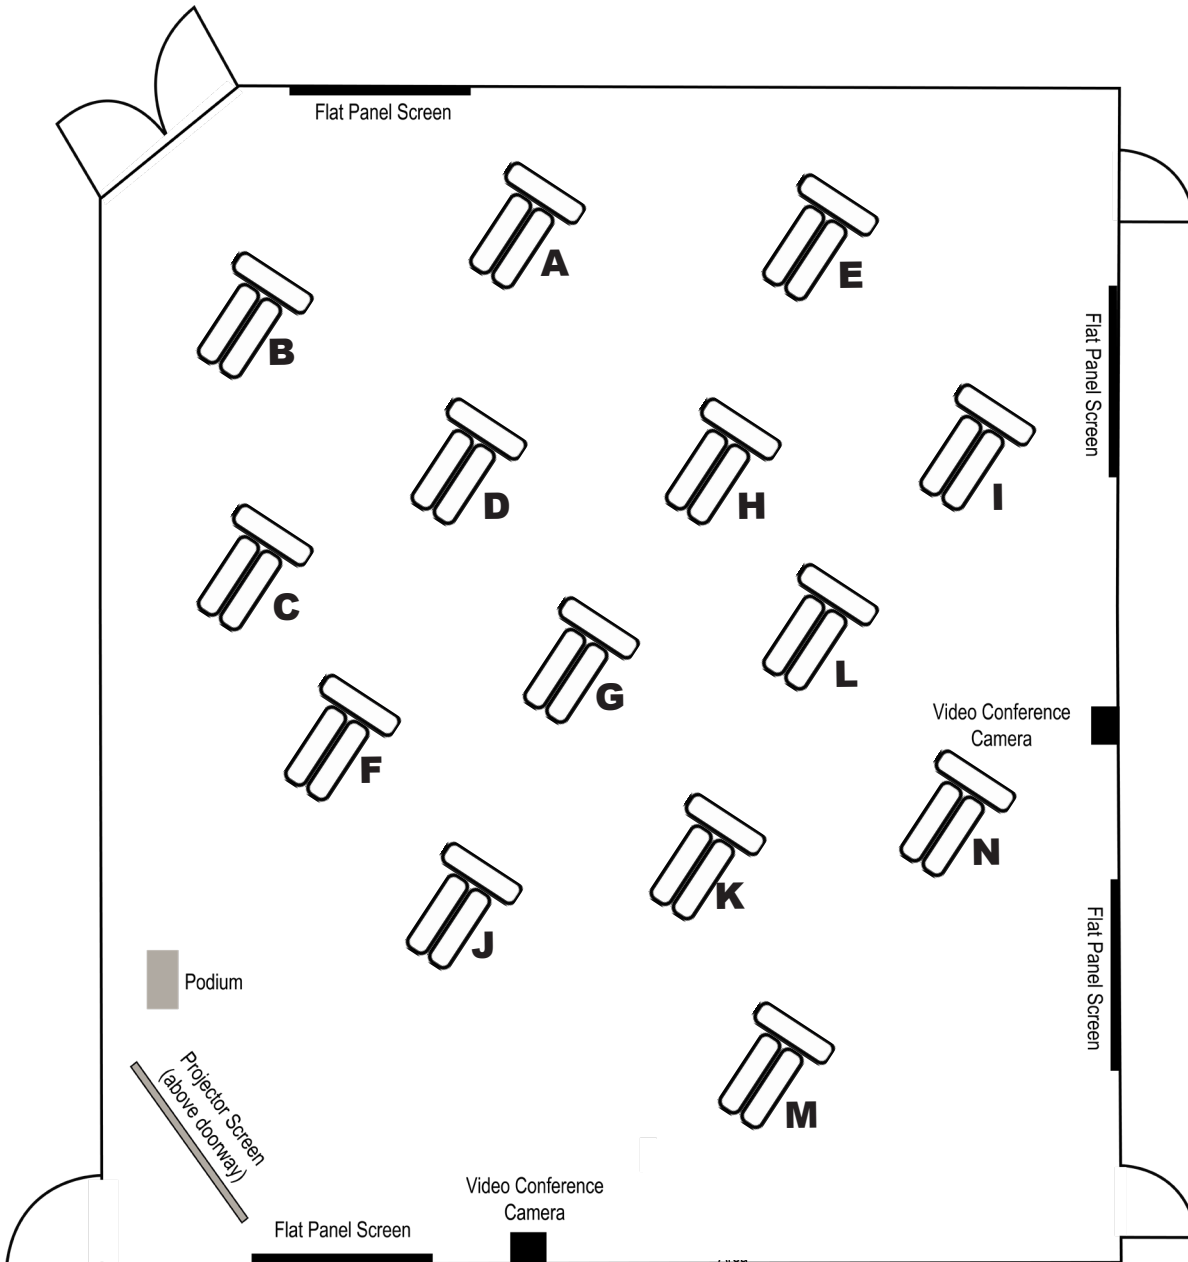 Flat Panel Screen
A
E
B
Flat Panel Screen
D
H
I
C
G
L
Video Conference
Camera
F
N
K
J
Flat Panel Screen
Podium
Projector Screen
(above doorway)
M
Video Conference
Camera
Flat Panel Screen